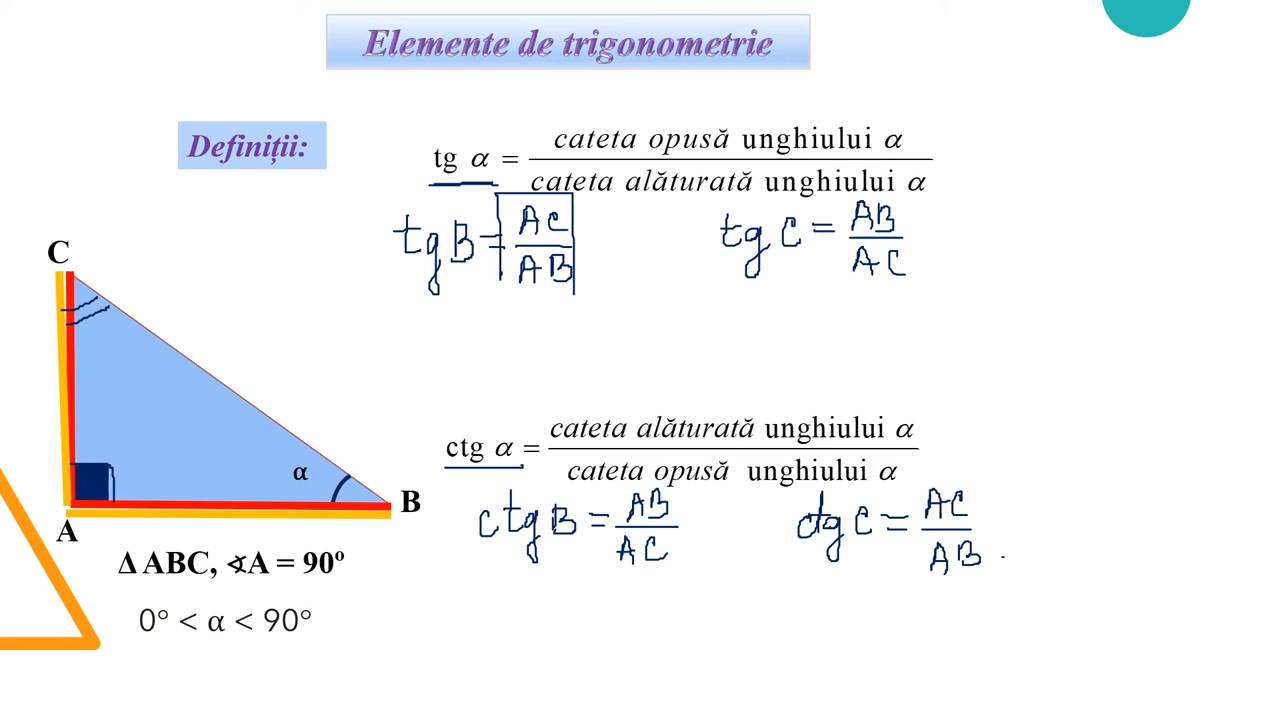 Elemente de trigonometrie
Definiții:
tg α = cateta opusă unghiului α / cateta alăturată unghiului α
tg B = AC / AB
tg C = AB / AC
C
α
B
A
ctg α = cateta alăturată unghiului α / cateta opusă unghiului α
ctg B = AB / AC
ctg C = AC / AB
Δ ABC, ∢A = 90º
0° < α < 90°